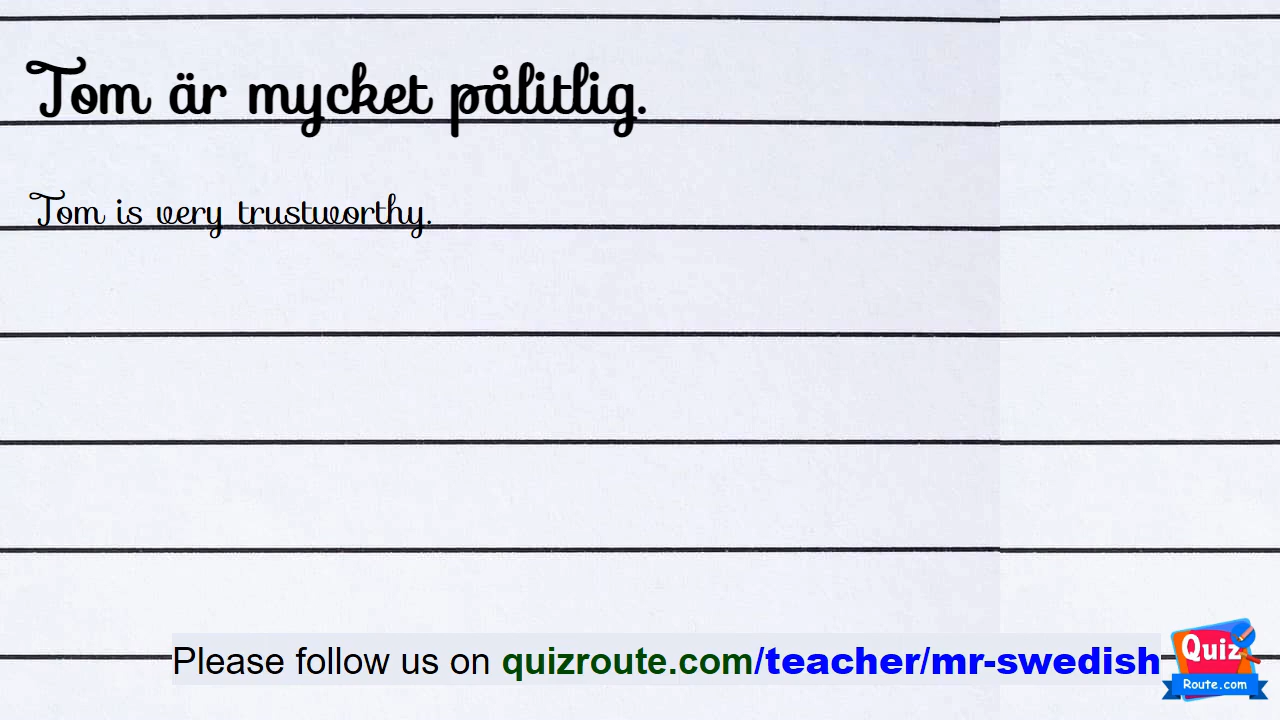 Tom är mycket pålitlig.
Tom is very trustworthy.
Please follow us on quizroute.com/teacher/mr-swedish
Quiz
Route.com